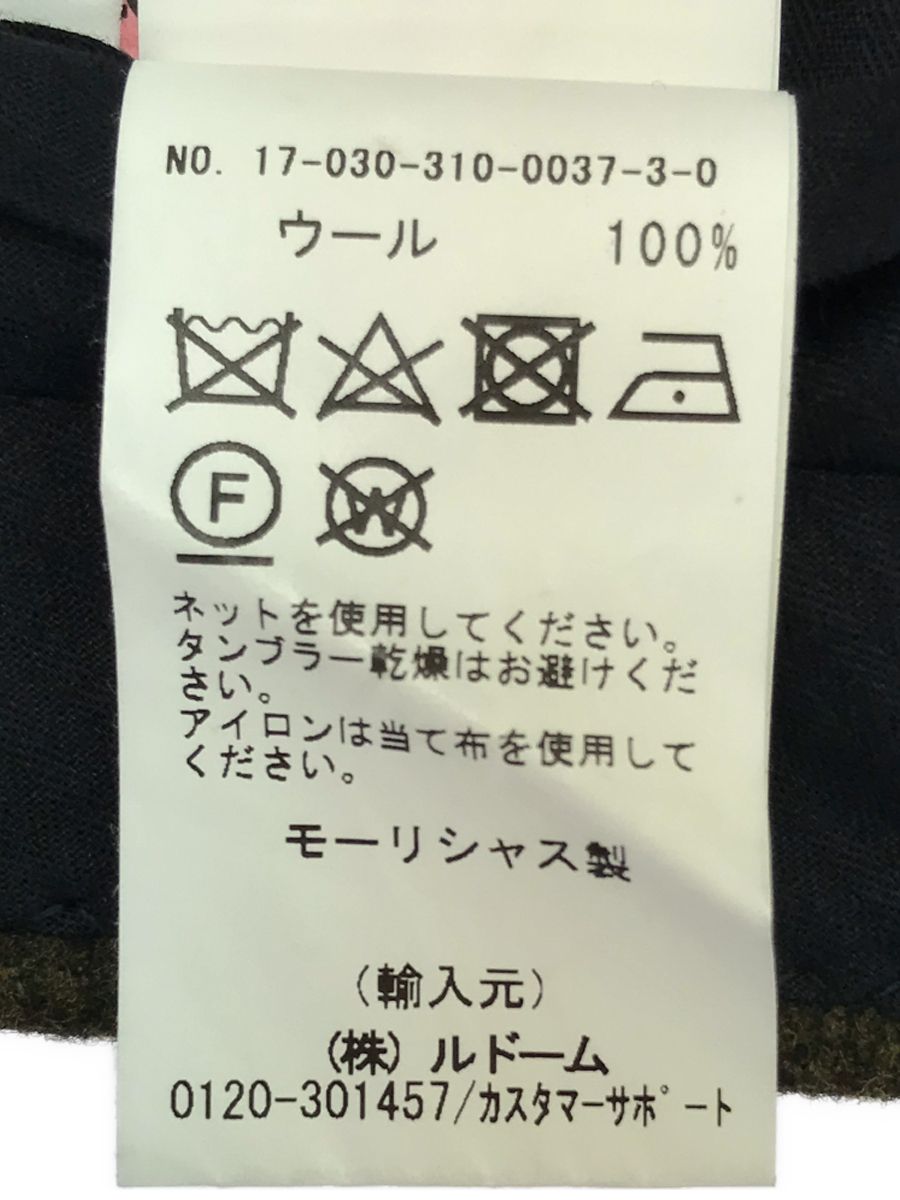 NO. 17-030-310-0037-3-0
ウール 100%
F
W
ネットを使用してください。
タンブラー乾燥はお避けくだ
さい。
アイロンは当て布を使用して
ください。
モーリシャス製
（輸入元）
（株）ルドーム
0120-301457/カスタマーサポート